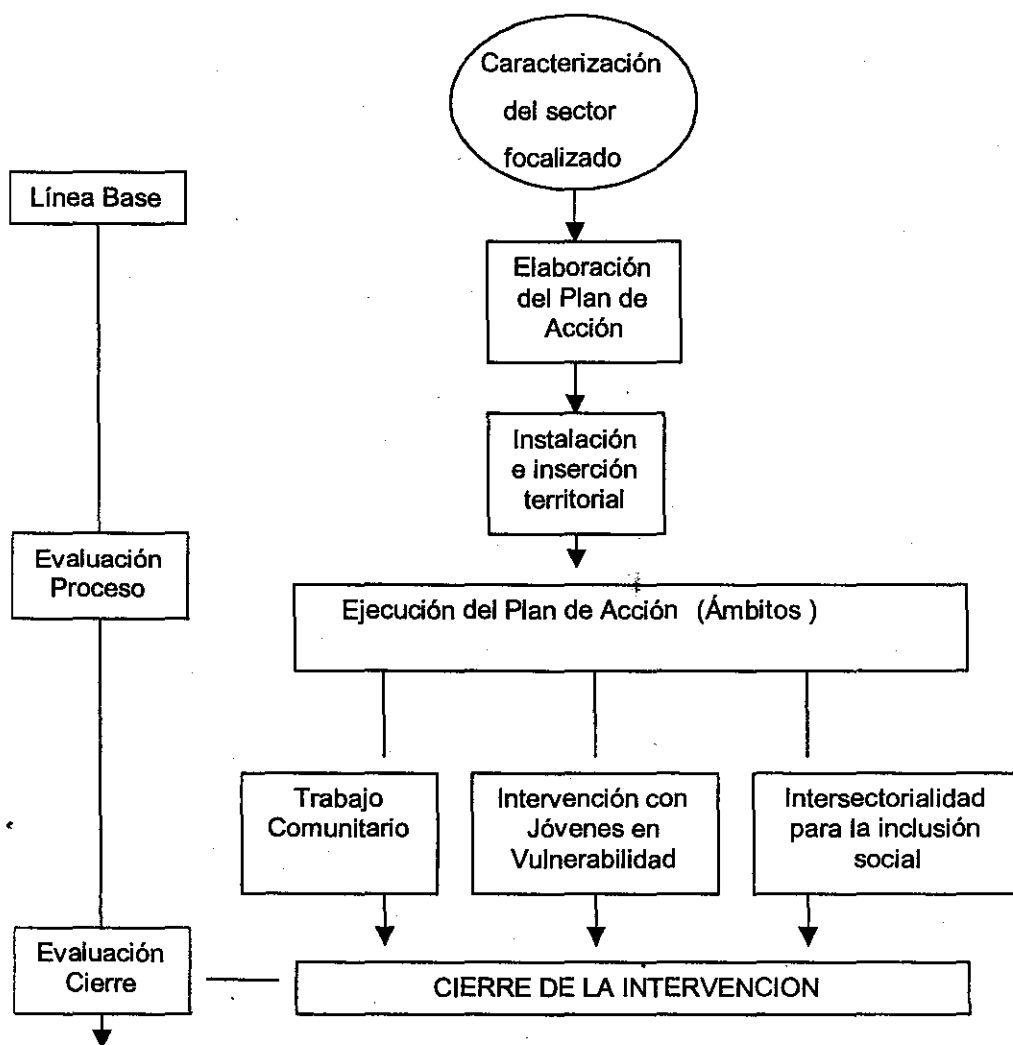 Caracterización
del sector
focalizado
Línea Base
Elaboración
del Plan de
Acción
Instalación
e inserción
territorial
Evaluación
Proceso
Ejecución del Plan de Acción (Ámbitos )
Trabajo
Comunitario
Intervención con
Jóvenes en
Vulnerabilidad
Intersectorialidad
para la inclusión
social
Evaluación
Cierre
CIERRE DE LA INTERVENCION